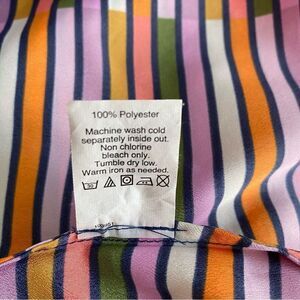 100% Polyester
Machine wash cold
separately inside out.
Non chlorine
bleach only.
Tumble dry low.
Warm iron as needed.